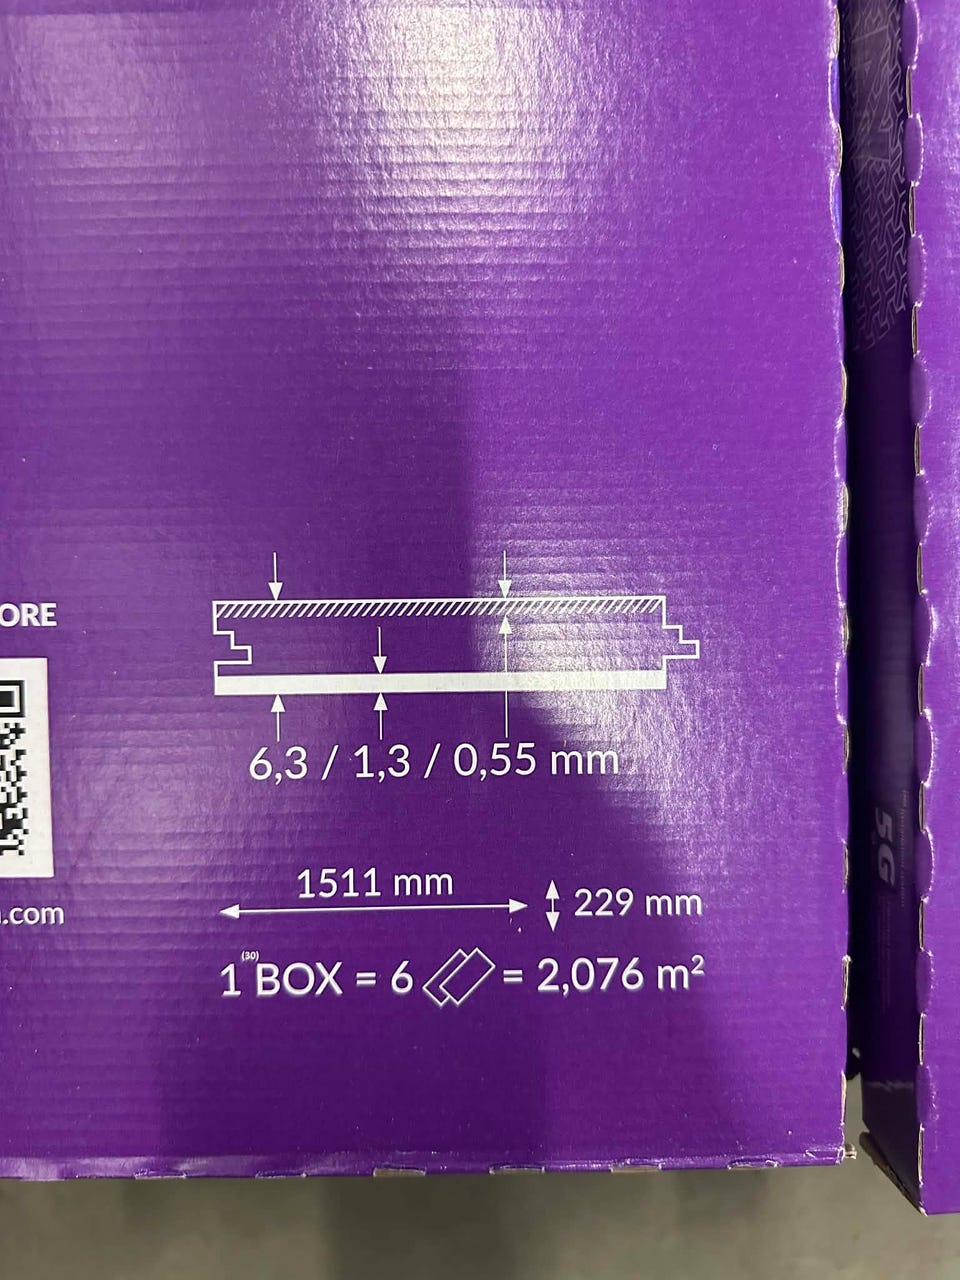 ORE
6,3 / 1,3 / 0,55 mm
1511 mm
229 mm
.com
(30)
1 BOX = 6 = 2,076 m²
5G